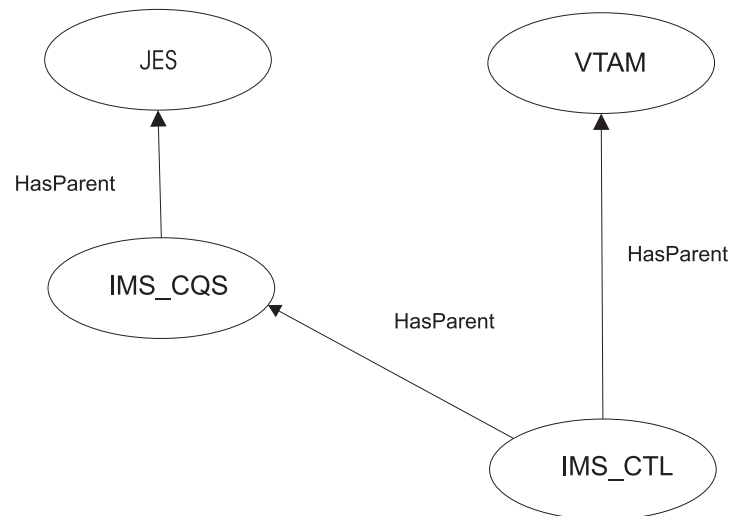 JES
VTAM
HasParent
HasParent
IMS_CQS
HasParent
IMS_CTL